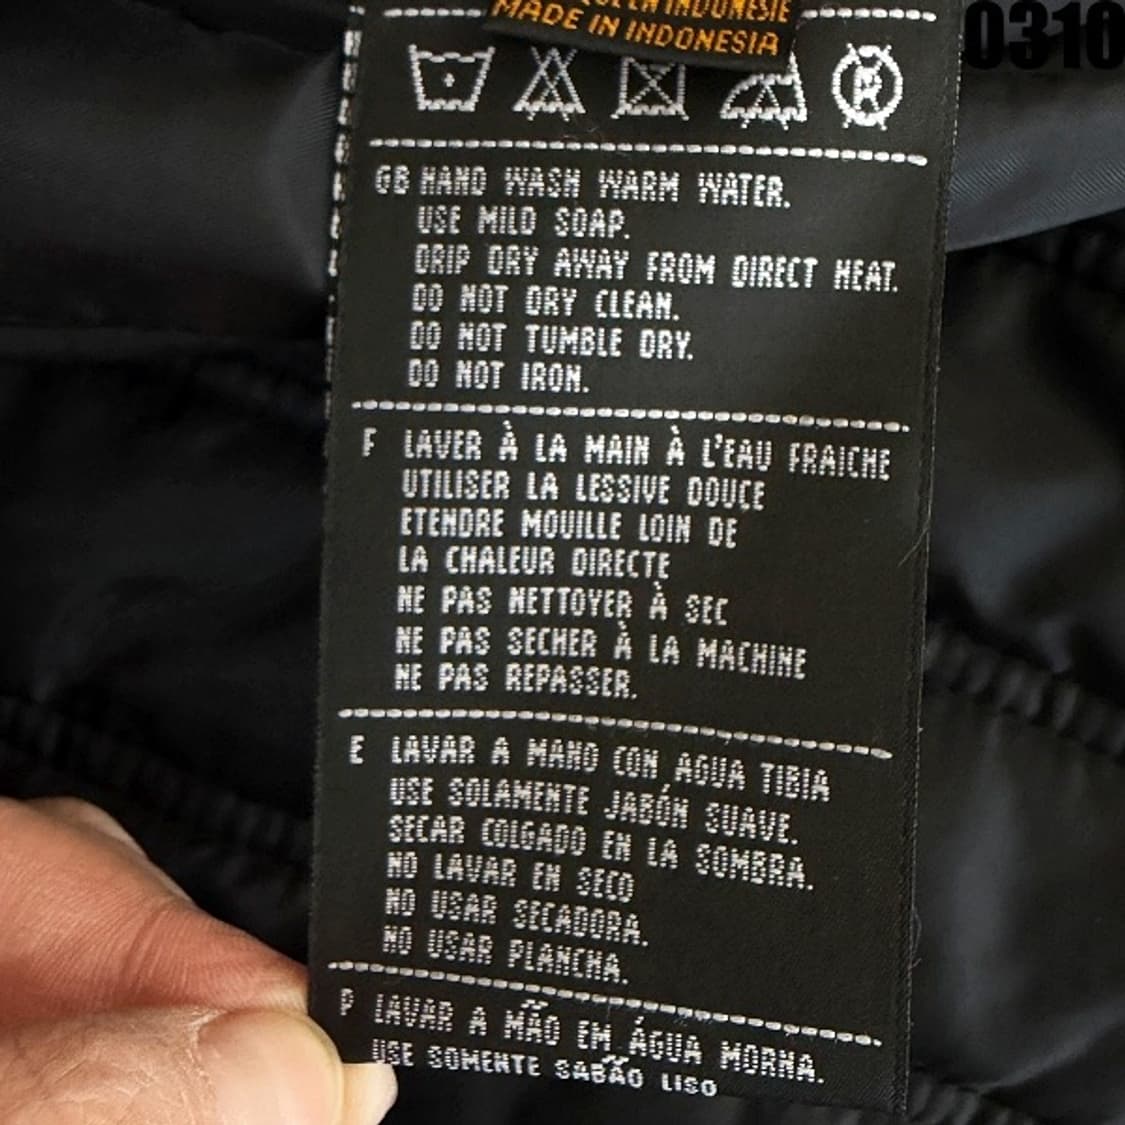 EN INDONESIE
MADE IN INDONESIA
0310
GB HAND WASH WARM WATER.
USE MILD SOAP.
DRIP DRY AWAY FROM DIRECT HEAT.
DO NOT DRY CLEAN.
DO NOT TUMBLE DRY.
DO NOT IRON.
F LAVER À LA MAIN À L'EAU FRAICHE
UTILISER LA LESSIVE DOUCE
ETENDRE MOUILLE LOIN DE
LA CHALEUR DIRECTE
NE PAS NETTOYER À SEC
NE PAS SECHER À LA MACHINE
NE PAS REPASSER.
E LAVAR A MANO CON AGUA TIBIA
USE SOLAMENTE JABÓN SUAVE.
SECAR COLGADO EN LA SOMBRA.
NO LAVAR EN SECO
NO USAR SECADORA.
NO USAR PLANCHA.
P LAVAR A MÃO EM ÁGUA MORNA.
USE SOMENTE SABÃO LISO